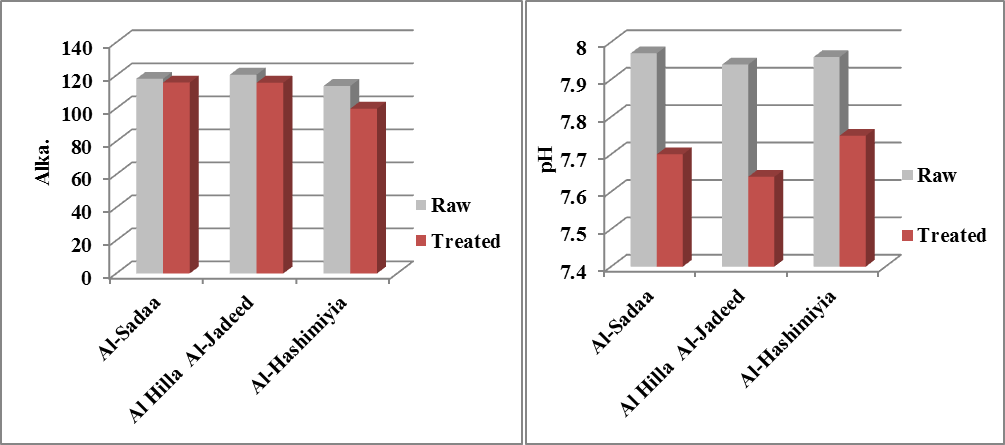 140
120
100
80
60
40
20
0
Alka.
Al-Sadaa
Al Hilla Al-Jadeed
Al-Hashimiyia
Raw
Treated
8
7.9
7.8
7.7
7.6
7.5
7.4
pH
Al-Sadaa
Al Hilla Al-Jadeed
Al-Hashimiyia
Raw
Treated